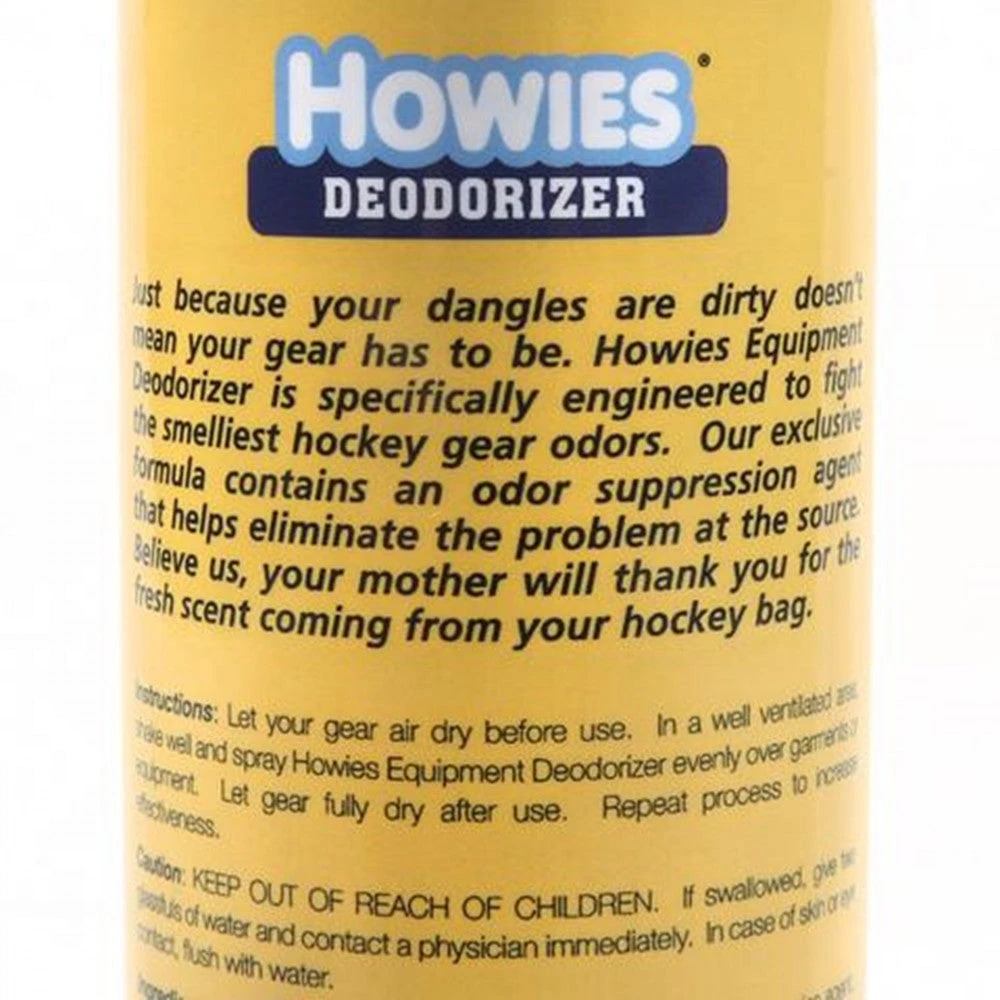 HOWIES®
DEODORIZER
Just because your dangles are dirty doesn't
mean your gear has to be. Howies Equipment
Deodorizer is specifically engineered to fight
the smelliest hockey gear odors. Our exclusive
formula contains an odor suppression agent
that helps eliminate the problem at the source.
Believe us, your mother will thank you for the
fresh scent coming from your hockey bag.
Instructions: Let your gear air dry before use. In a well ventilated area,
shake well and spray Howies Equipment Deodorizer evenly over garments or
equipment. Let gear fully dry after use. Repeat process to increase
effectiveness.
Caution: KEEP OUT OF REACH OF CHILDREN. If swallowed, give two
glassfuls of water and contact a physician immediately. In case of skin or eye
contact, flush with water.